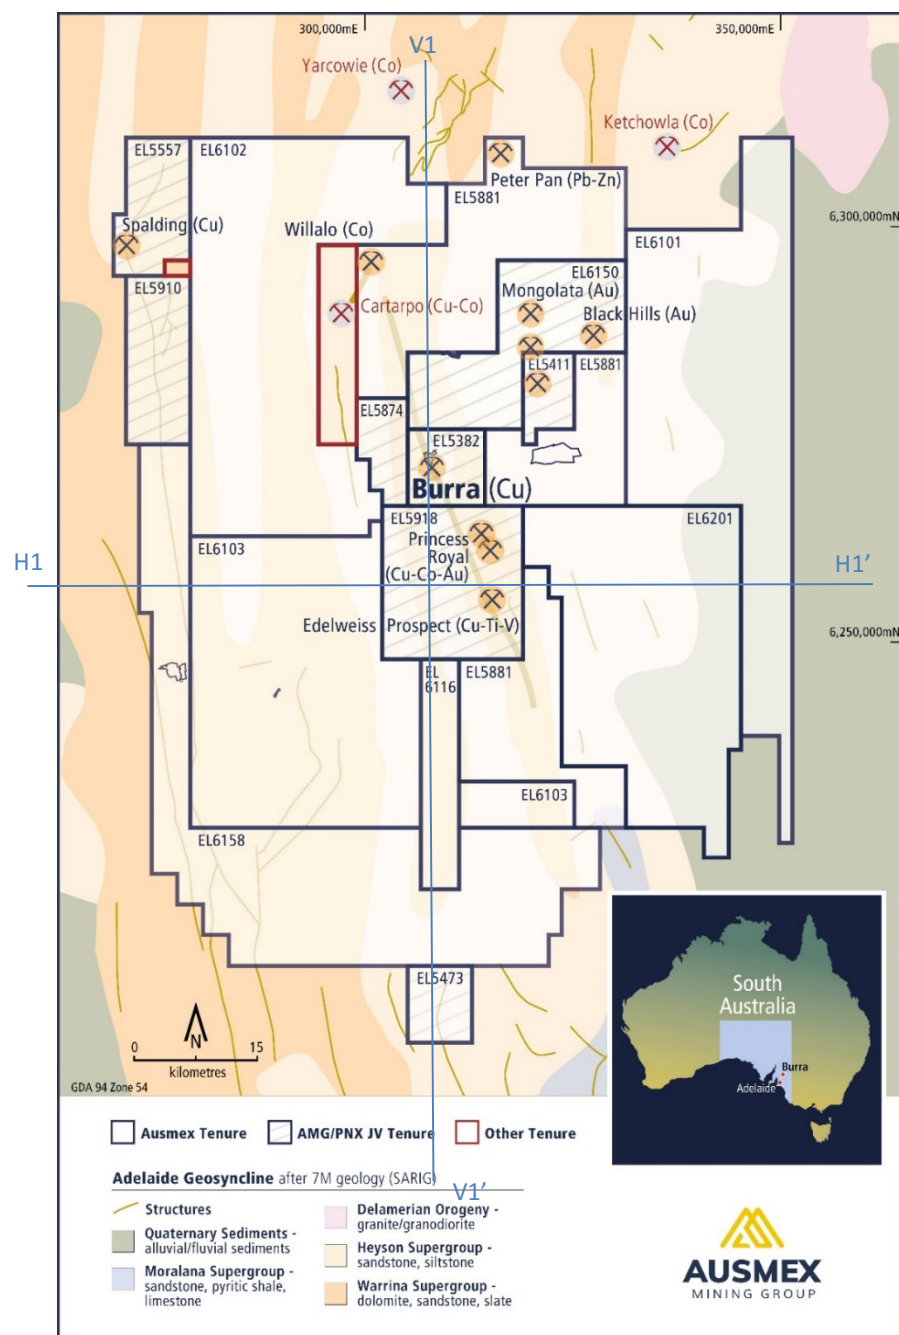 300,000mE
350,000mE
V1
Yarcowie (Co)
Ketchowla (Co)
EL5557
EL6102
Peter Pan (Pb-Zn)
EL5881
6,300,000mN
Spalding (Cu)
Willalo (Co)
EL6101
EL6150
EL5910
Mongolata (Au)
Cartarpo (Cu-Co)
Black Hills (Au)
EL5411
EL5881
EL5874
EL5382
Burra (Cu)
EL5918
EL6201
Princess
Royal
(Cu-Co-Au)
EL6103
H1
H1'
Edelweiss Prospect (Cu-Ti-V)
6,250,000mN
EL
6116
EL5881
EL6103
EL6158
EL5473
N
0 15
kilometres
GDA 94 Zone 54
South
Australia
Burra
Adelaide
Ausmex Tenure
AMG/PNX JV Tenure
Other Tenure
Adelaide Geosyncline after 7M geology (SARIG)
V1'
Structures
Quaternary Sediments -
alluvial/fluvial sediments
Moralana Supergroup -
sandstone, pyritic shale,
limestone
Delamerian Orogeny -
granite/granodiorite
Heyson Supergroup -
sandstone, siltstone
Warrina Supergroup -
dolomite, sandstone, slate
AUSMEX
MINING GROUP